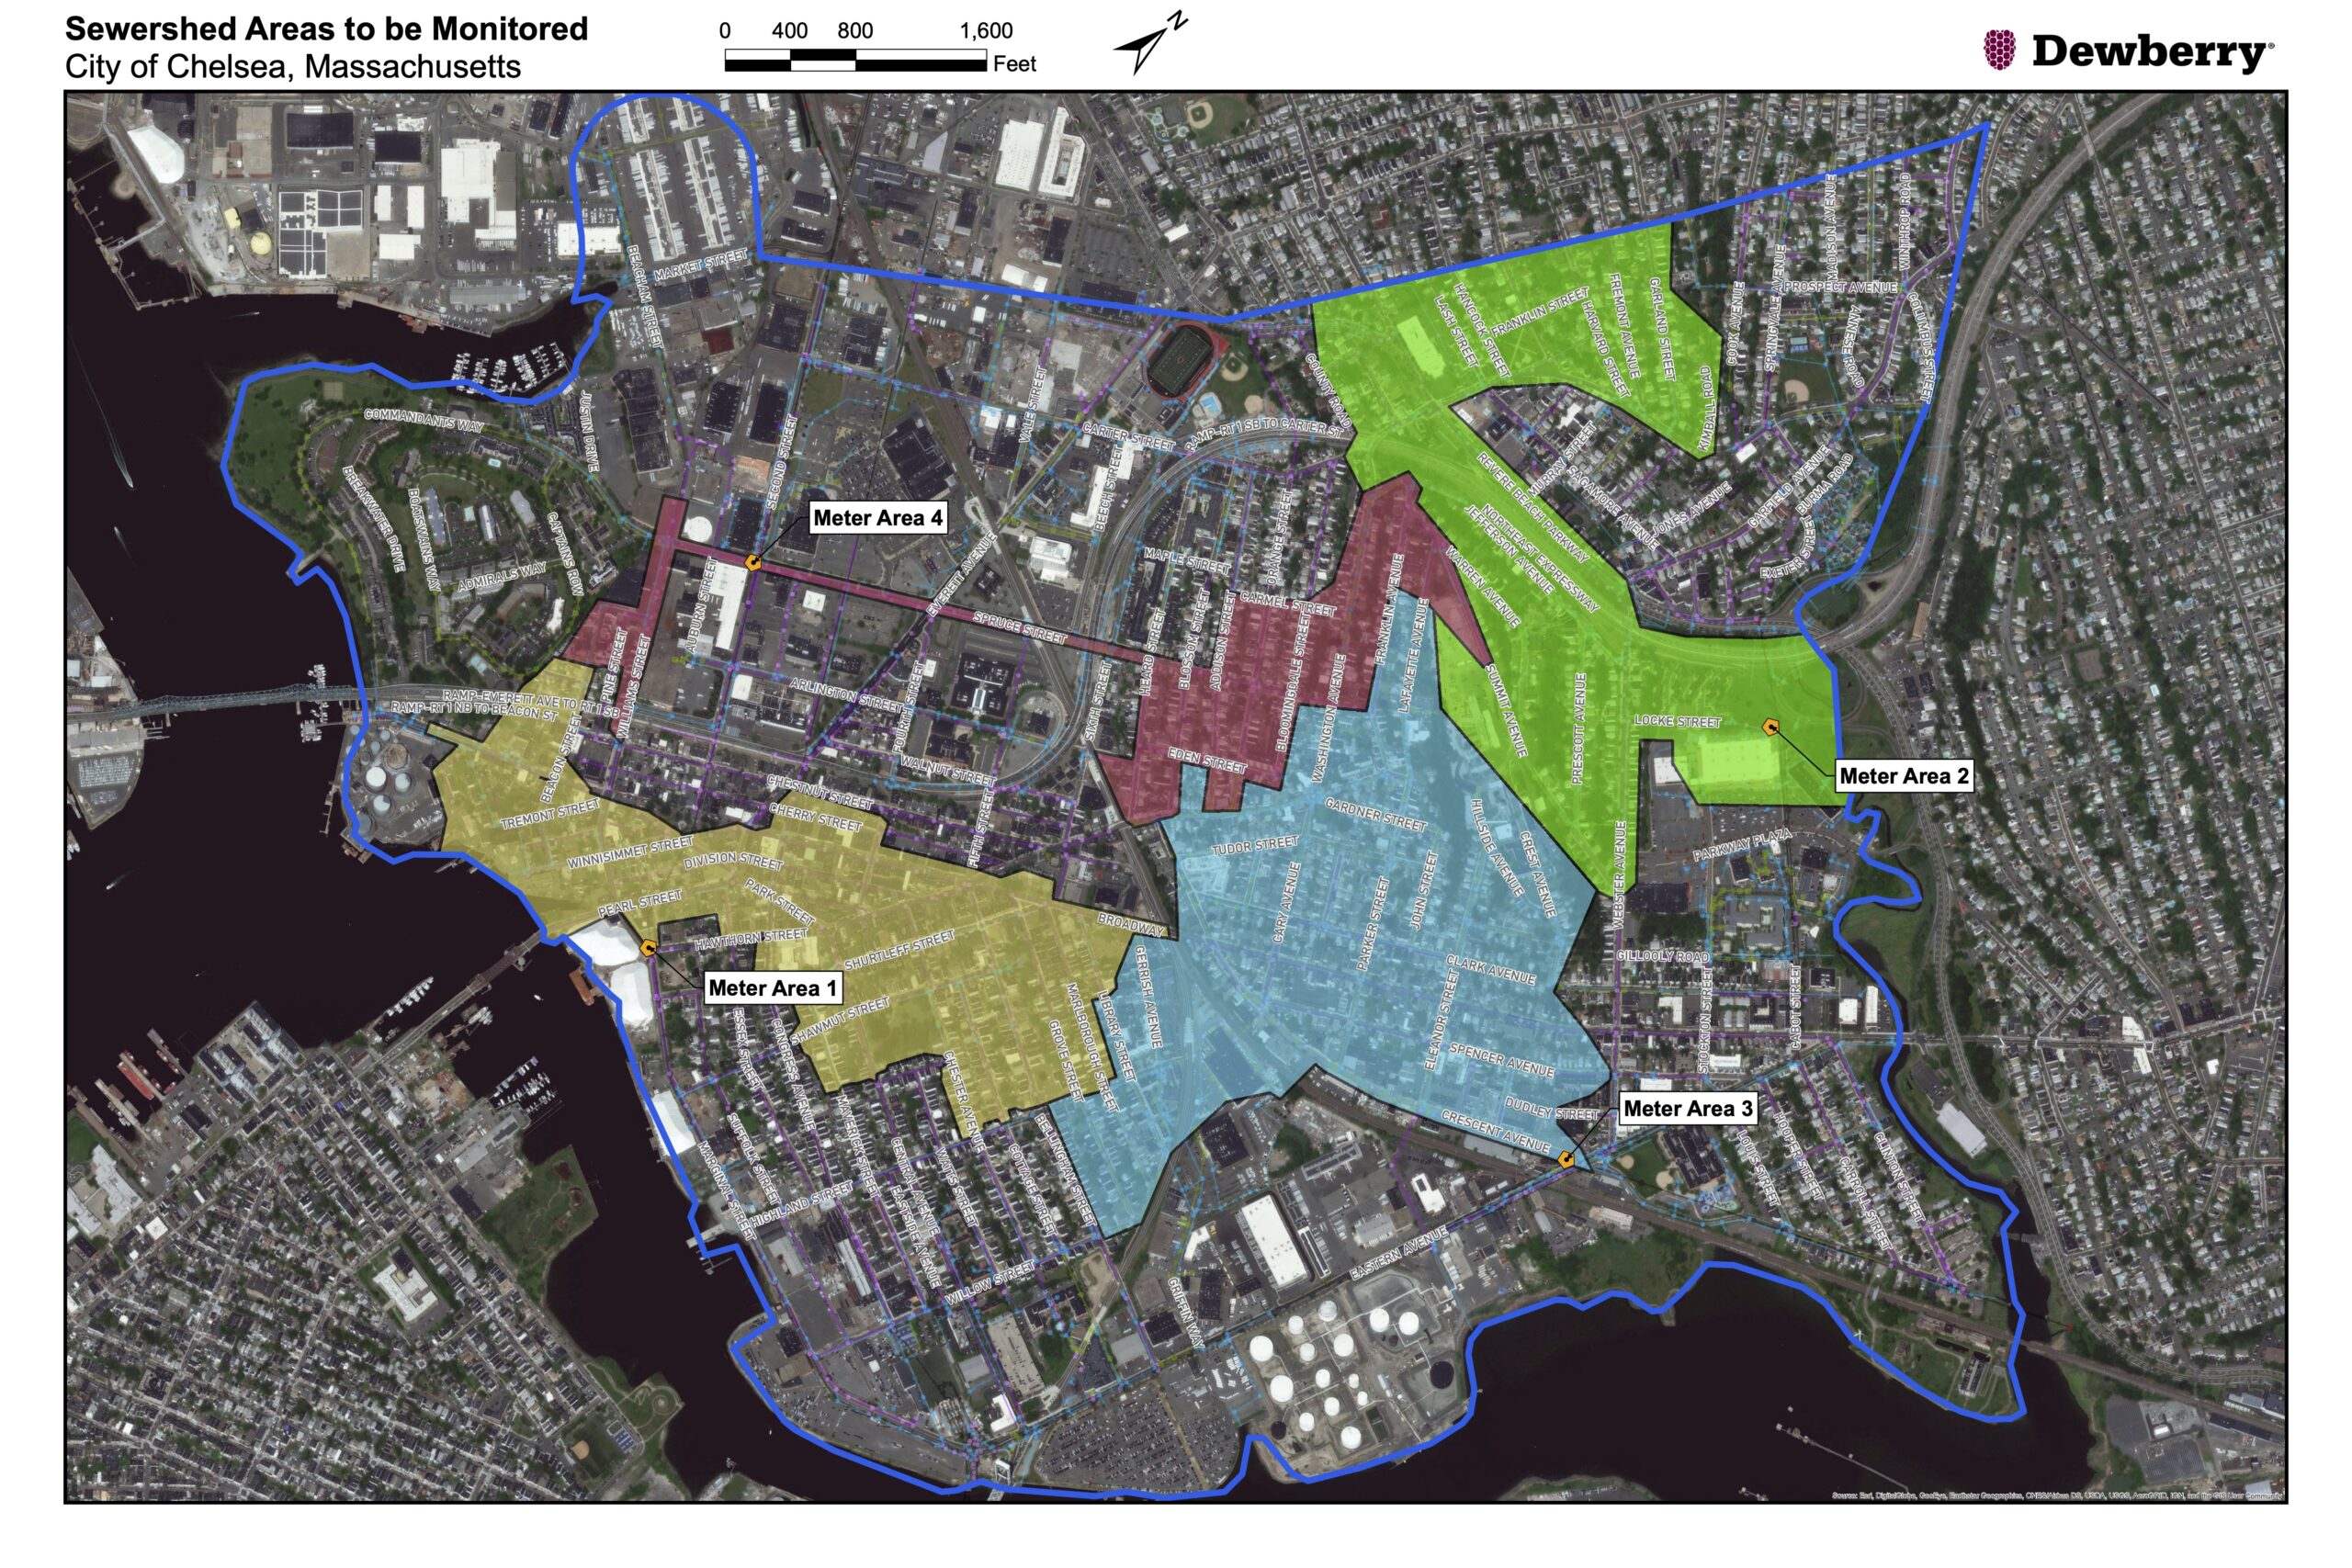 Sewershed Areas to be Monitored
City of Chelsea, Massachusetts
0 400 800 1,600
Feet
N
Dewberry
MARKET STREET
BEACHAM STREET
JUSTIN DRIVE
COMMANDANTS WAY
BREAKWATER DRIVE
BOATSWAINS WAY
ADMIRALS WAY
CAPTAINS ROW
SECOND STREET
VALE STREET
CARTER STREET
RAMP-RT 1 SB TO CARTER ST
BEECH STREET
COUNTY ROAD
LASH STREET
HANCOCK STREET
FRANKLIN STREET
HARVARD STREET
FREMONT AVENUE
GARLAND STREET
KIMBALL ROAD
COOK AVENUE
SPRINGVALE AVENUE
MADISON AVENUE
WINTHROP ROAD
PROSPECT AVENUE
ANNESE ROAD
COLUMBUS STREET
GARFIELD AVENUE
BURMA ROAD
EXETER STREET
JONES AVENUE
SAGAMORE AVENUE
MURRAY STREET
REVERE BEACH PARKWAY
NORTHEAST EXPRESSWAY
JEFFERSON AVENUE
WARREN AVENUE
SUMMIT AVENUE
PRESCOTT AVENUE
LOCKE STREET
Meter Area 4
AUBURN STREET
EVERETT AVENUE
SPRUCE STREET
MAPLE STREET
ORANGE STREET
CARMEL STREET
HEARD STREET
BLOSSOM STREET
ADDISON STREET
BLOOMINGDALE STREET
WASHINGTON AVENUE
FRANKLIN AVENUE
LAFAYETTE AVENUE
EDEN STREET
SIXTH STREET
PINE STREET
WILLIAMS STREET
ARLINGTON STREET
FOURTH STREET
WALNUT STREET
CHESTNUT STREET
CHERRY STREET
FIFTH STREET
RAMP-EVERETT AVE TO RT 1 SB
RAMP-RT 1 NB TO BEACON ST
BEACON STREET
TREMONT STREET
WINNISIMMET STREET
DIVISION STREET
PARK STREET
PEARL STREET
HAWTHORN STREET
SHURTLEFF STREET
SHAWMUT STREET
BROADWAY
Meter Area 1
Meter Area 2
PARKWAY PLAZA
WEBSTER AVENUE
GARDNER STREET
TUDOR STREET
CARY AVENUE
PARKER STREET
JOHN STREET
HILLSIDE AVENUE
CREST AVENUE
CLARK AVENUE
ELEANOR STREET
SPENCER AVENUE
DUDLEY STREET
CRESCENT AVENUE
Meter Area 3
GILLOOLY ROAD
STOCKTON STREET
CABOT STREET
LOUIS STREET
HOOPER STREET
CARROLL STREET
CLINTON STREET
GERRISH AVENUE
LIBRARY STREET
MARLBOROUGH STREET
GROVE STREET
CHESTER AVENUE
BELLINGHAM STREET
COTTAGE STREET
WATTS STREET
CENTRAL AVENUE
EASTSIDE AVENUE
MAVERICK STREET
CONGRESS AVENUE
ESSEX STREET
SUFFOLK STREET
MARGINAL STREET
HIGHLAND STREET
WILLOW STREET
GRIFFIN WAY
EASTERN AVENUE
Source: Esri, DigitalGlobe, GeoEye, Earthstar Geographics, CNES/Airbus DS, USDA, USGS, AeroGRID, IGN, and the GIS User Community